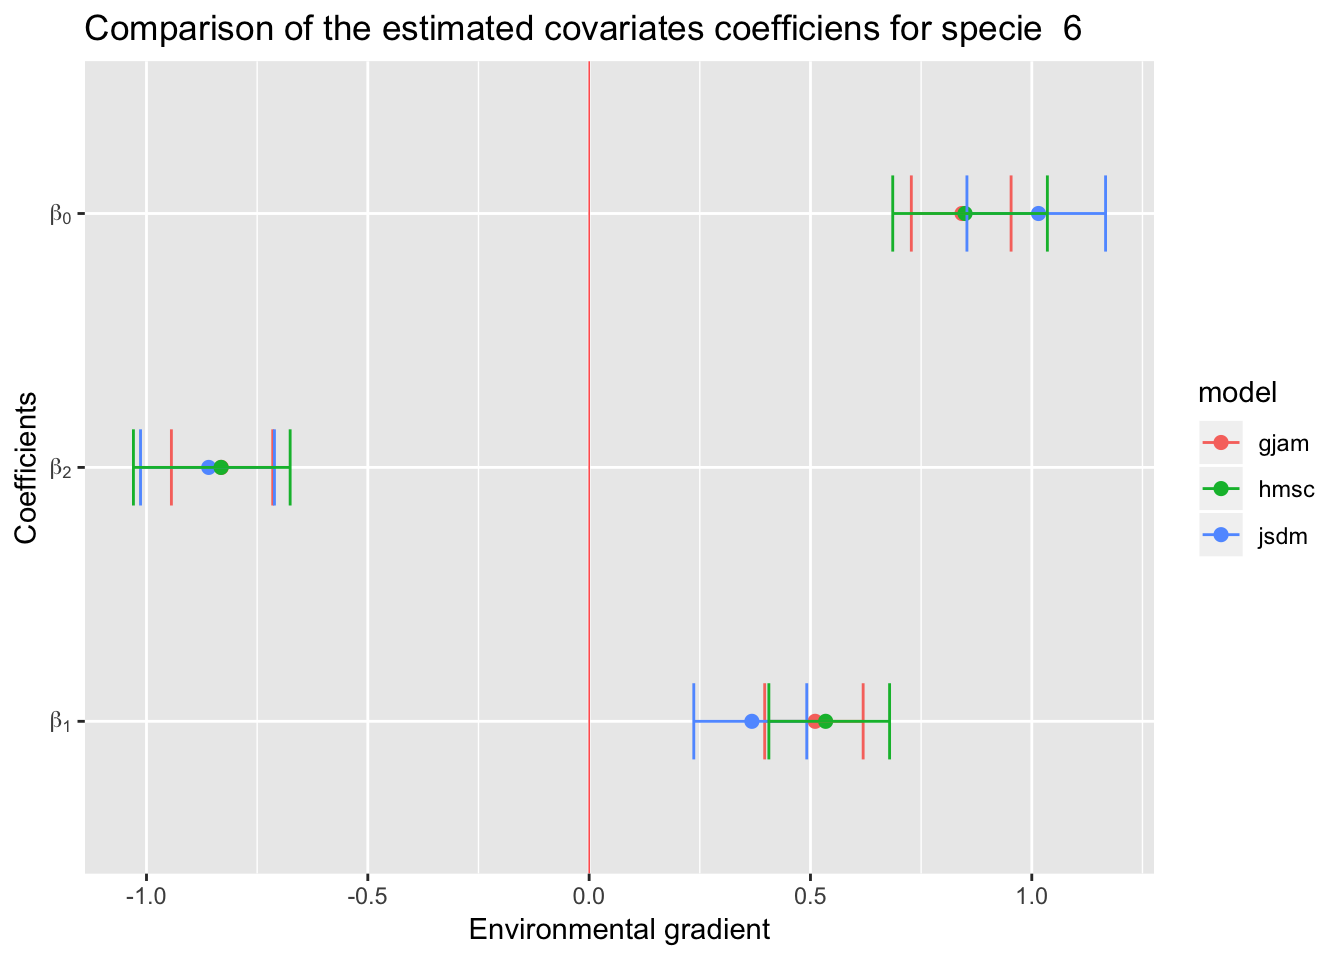 Comparison of the estimated covariates coefficiens for specie  6
β₀
β₂
β₁
Coefficients
-1.0 -0.5 0.0 0.5 1.0
Environmental gradient
model
gjam
hmsc
jsdm